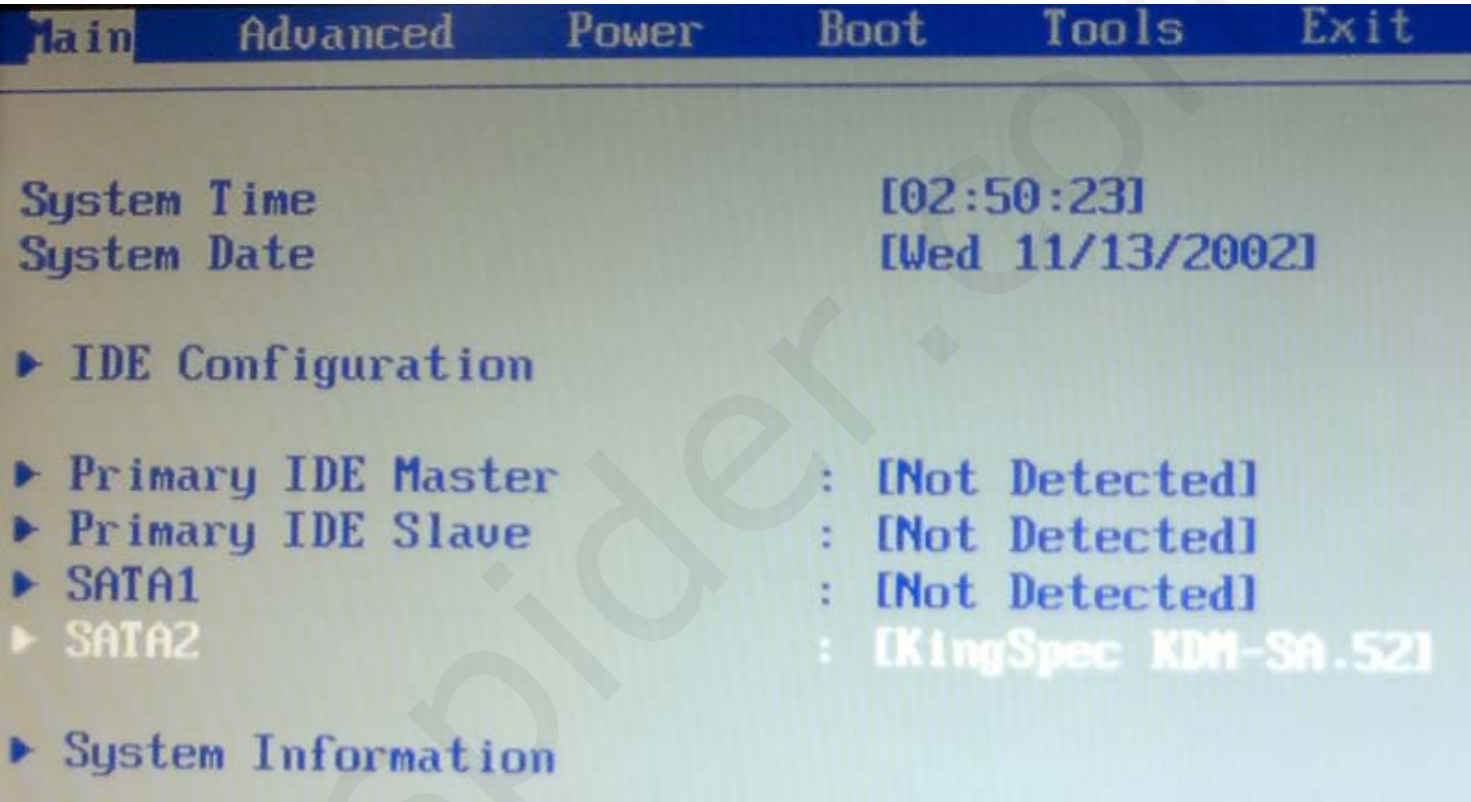 Main Advanced Power Boot Tools Exit
System Time [02:50:23]
System Date [Wed 11/13/2002]
IDE Configuration
Primary IDE Master : [Not Detected]
Primary IDE Slave : [Not Detected]
SATA1 : [Not Detected]
SATA2 : [KingSpec KDM-SA.52]
System Information
pider.com